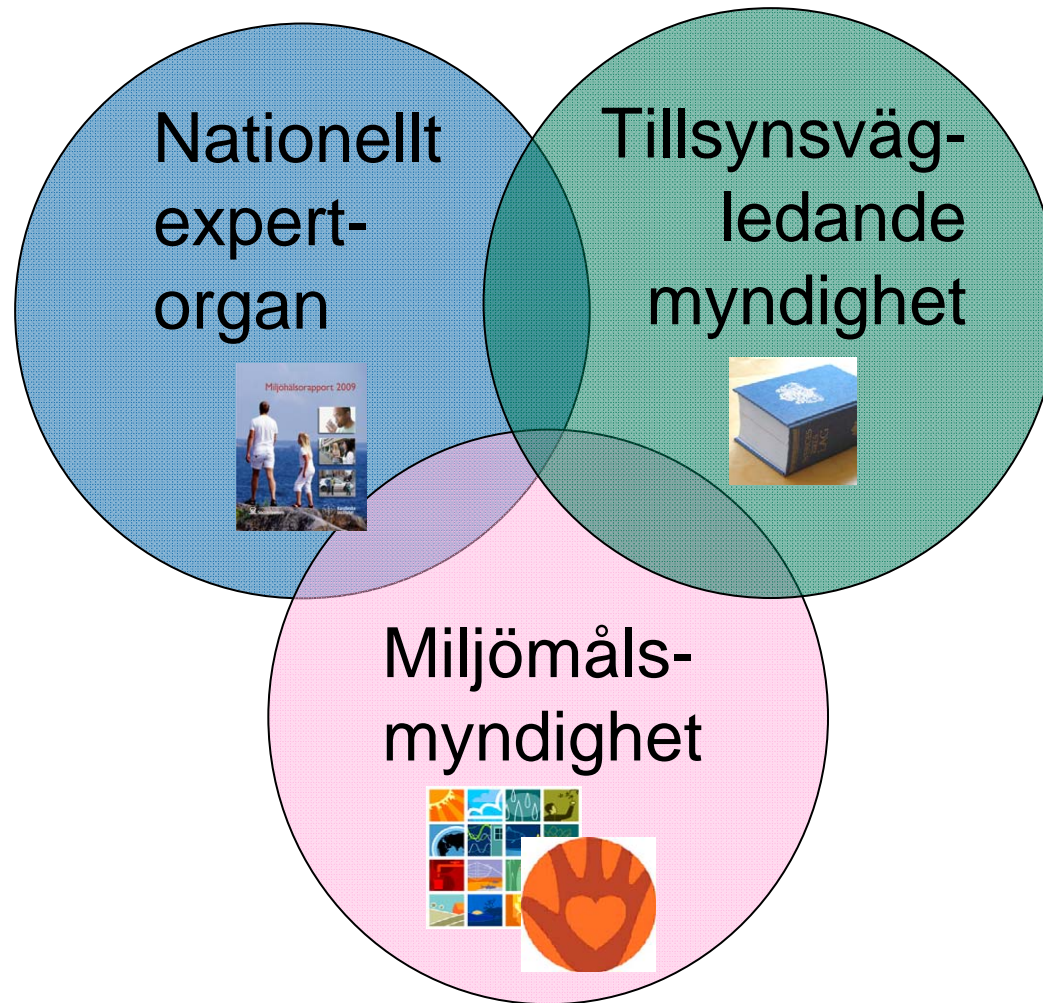 Nationellt
expert-
organ
Tillsynsväg-
ledande
myndighet
Miljöhälsorapport 2009
Miljömåls-
myndighet